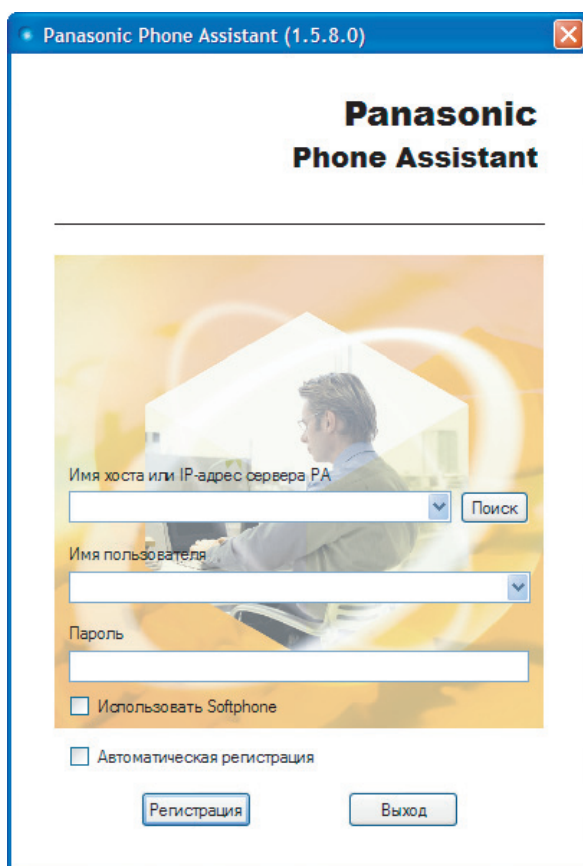 Panasonic Phone Assistant (1.5.8.0)
Panasonic
Phone Assistant
Имя хоста или IP-адрес сервера PA
Поиск
Имя пользователя
Пароль
Использовать Softphone
Автоматическая регистрация
Регистрация Выход